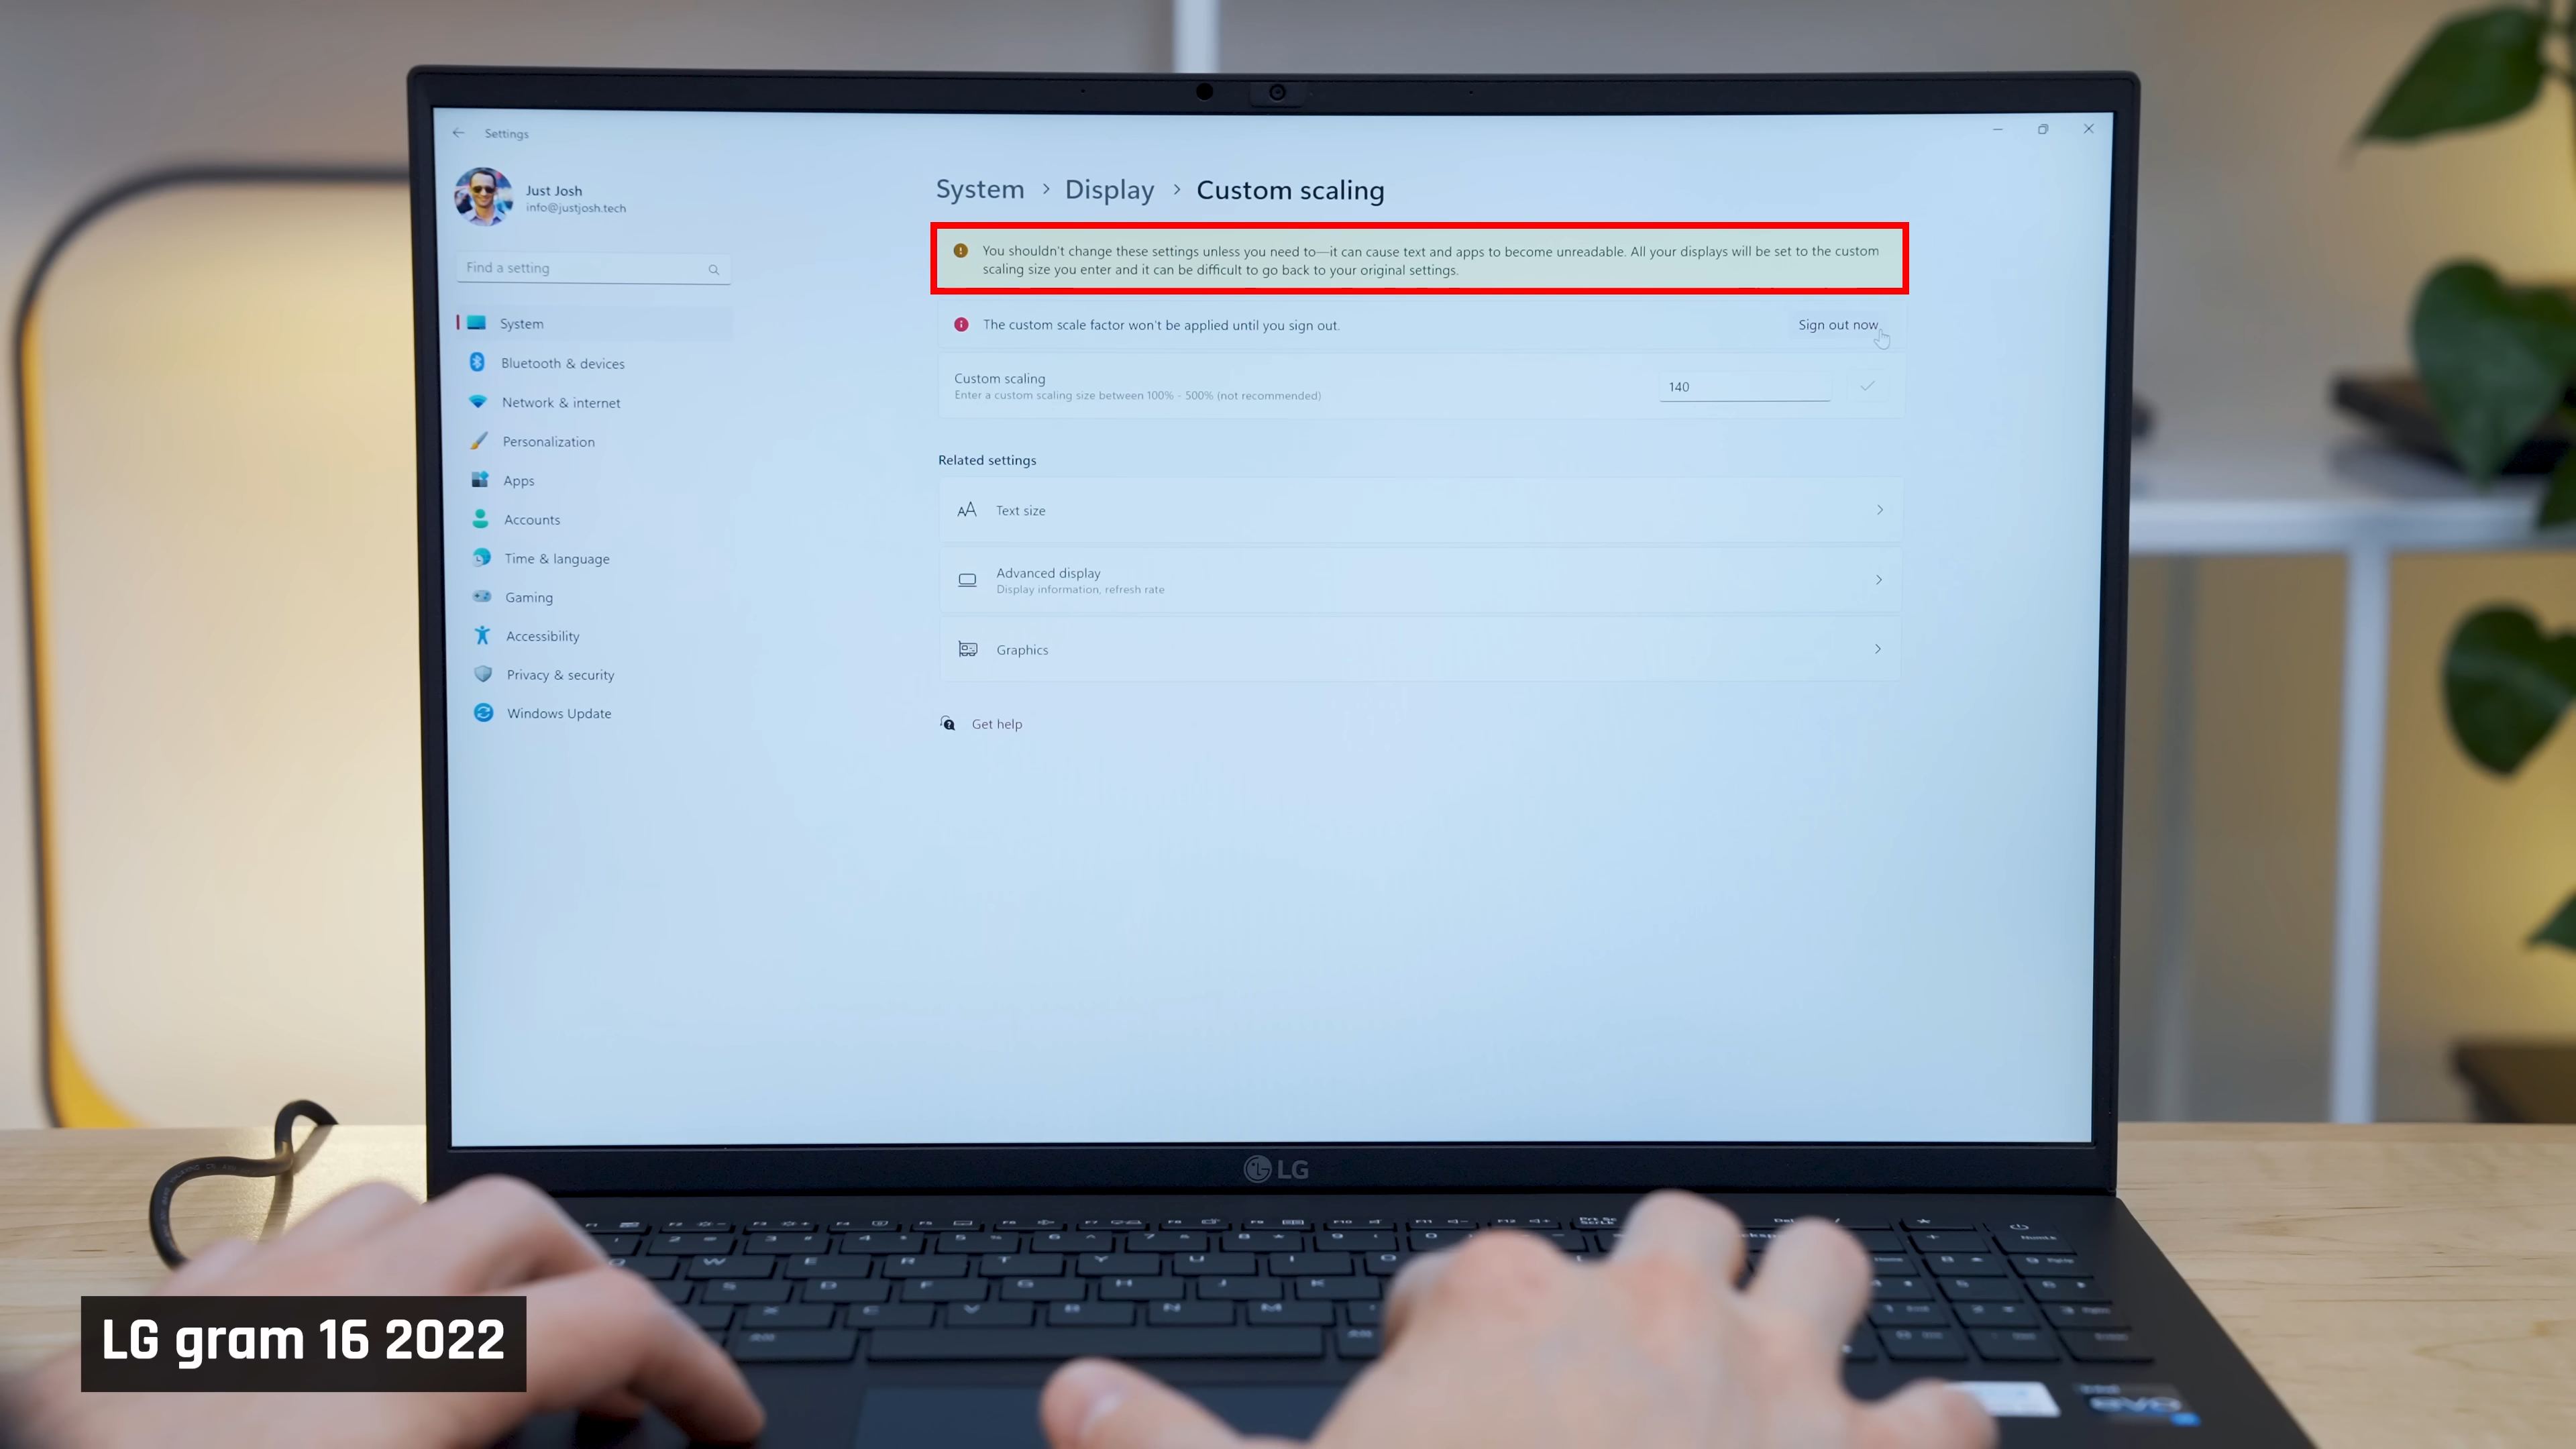 Settings
Just Josh
info@justjosh.tech
Find a setting
System
Bluetooth & devices
Network & internet
Personalization
Apps
Accounts
Time & language
Gaming
Accessibility
Privacy & security
Windows Update
System > Display > Custom scaling
You shouldn't change these settings unless you need to—it can cause text and apps to become unreadable. All your displays will be set to the custom
scaling size you enter and it can be difficult to go back to your original settings.
The custom scale factor won't be applied until you sign out.
Sign out now
Custom scaling
Enter a custom scaling size between 100% - 500% (not recommended)
140
Related settings
Text size
Advanced display
Display information, refresh rate
Graphics
Get help
LG
LG gram 16 2022
evo